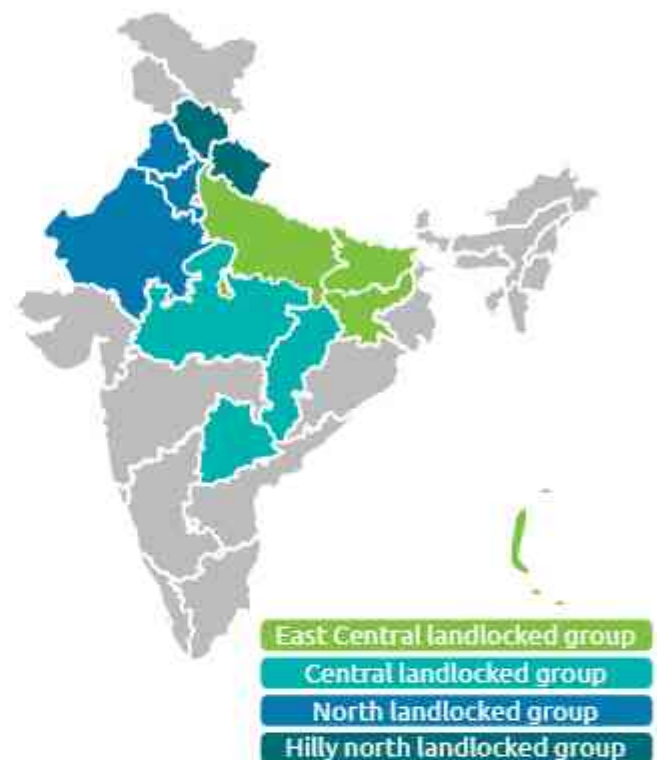 East Central landlocked group
Central landlocked group
North landlocked group
Hilly north landlocked group